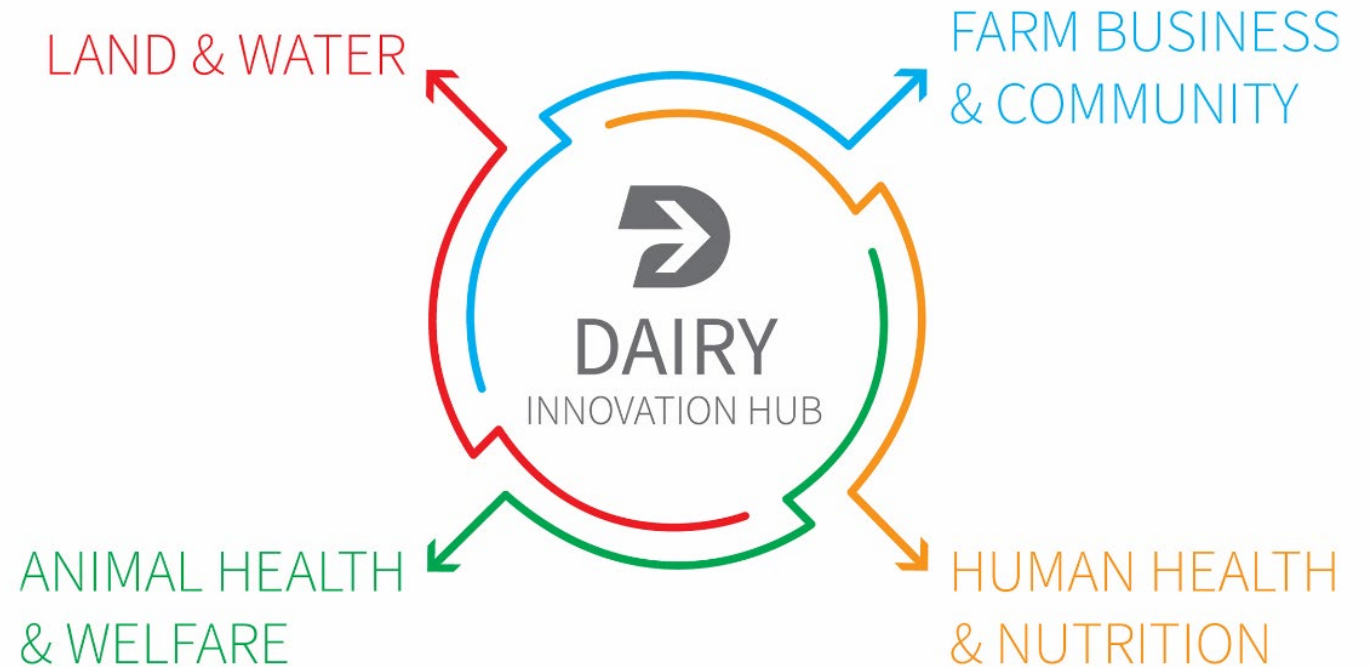 LAND & WATER
FARM BUSINESS
& COMMUNITY
DAIRY
INNOVATION HUB
ANIMAL HEALTH
& WELFARE
HUMAN HEALTH
& NUTRITION